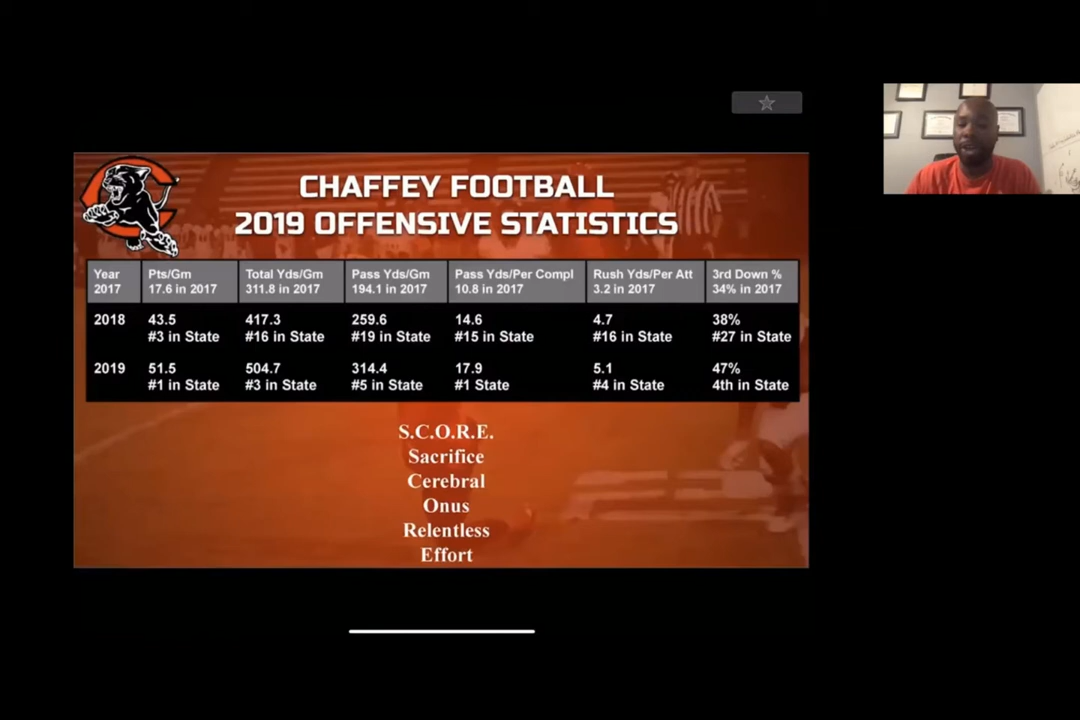 CHAFFEY FOOTBALL
2019 OFFENSIVE STATISTICS
Year 2017 Pts/Gm 17.6 in 2017 Total Yds/Gm 311.8 in 2017 Pass Yds/Gm 194.1 in 2017 Pass Yds/Per Compl 10.8 in 2017 Rush Yds/Per Att 3.2 in 2017 3rd Down % 34% in 2017
2018 43.5 #3 in State 417.3 #16 in State 259.6 #19 in State 14.6 #15 in State 4.7 #16 in State 38% #27 in State
2019 51.5 #1 in State 504.7 #3 in State 314.4 #5 in State 17.9 #1 State 5.1 #4 in State 47% 4th in State
S.C.O.R.E.
Sacrifice
Cerebral
Onus
Relentless
Effort